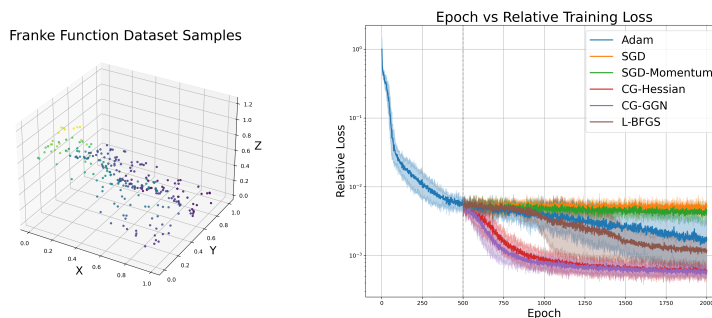 Franke Function Dataset Samples
1.2
1.0
0.8
0.6
0.4
0.2
0.0
Z
0.0
0.2
0.4
0.6
0.8
1.0
X
0.0
0.2
0.4
0.6
0.8
1.0
Y
Epoch vs Relative Training Loss
Adam
SGD
SGD-Momentum
CG-Hessian
CG-GGN
L-BFGS
10⁰
10⁻¹
10⁻²
10⁻³
Relative Loss
0
250
500
750
1000
1250
1500
1750
2000
Epoch